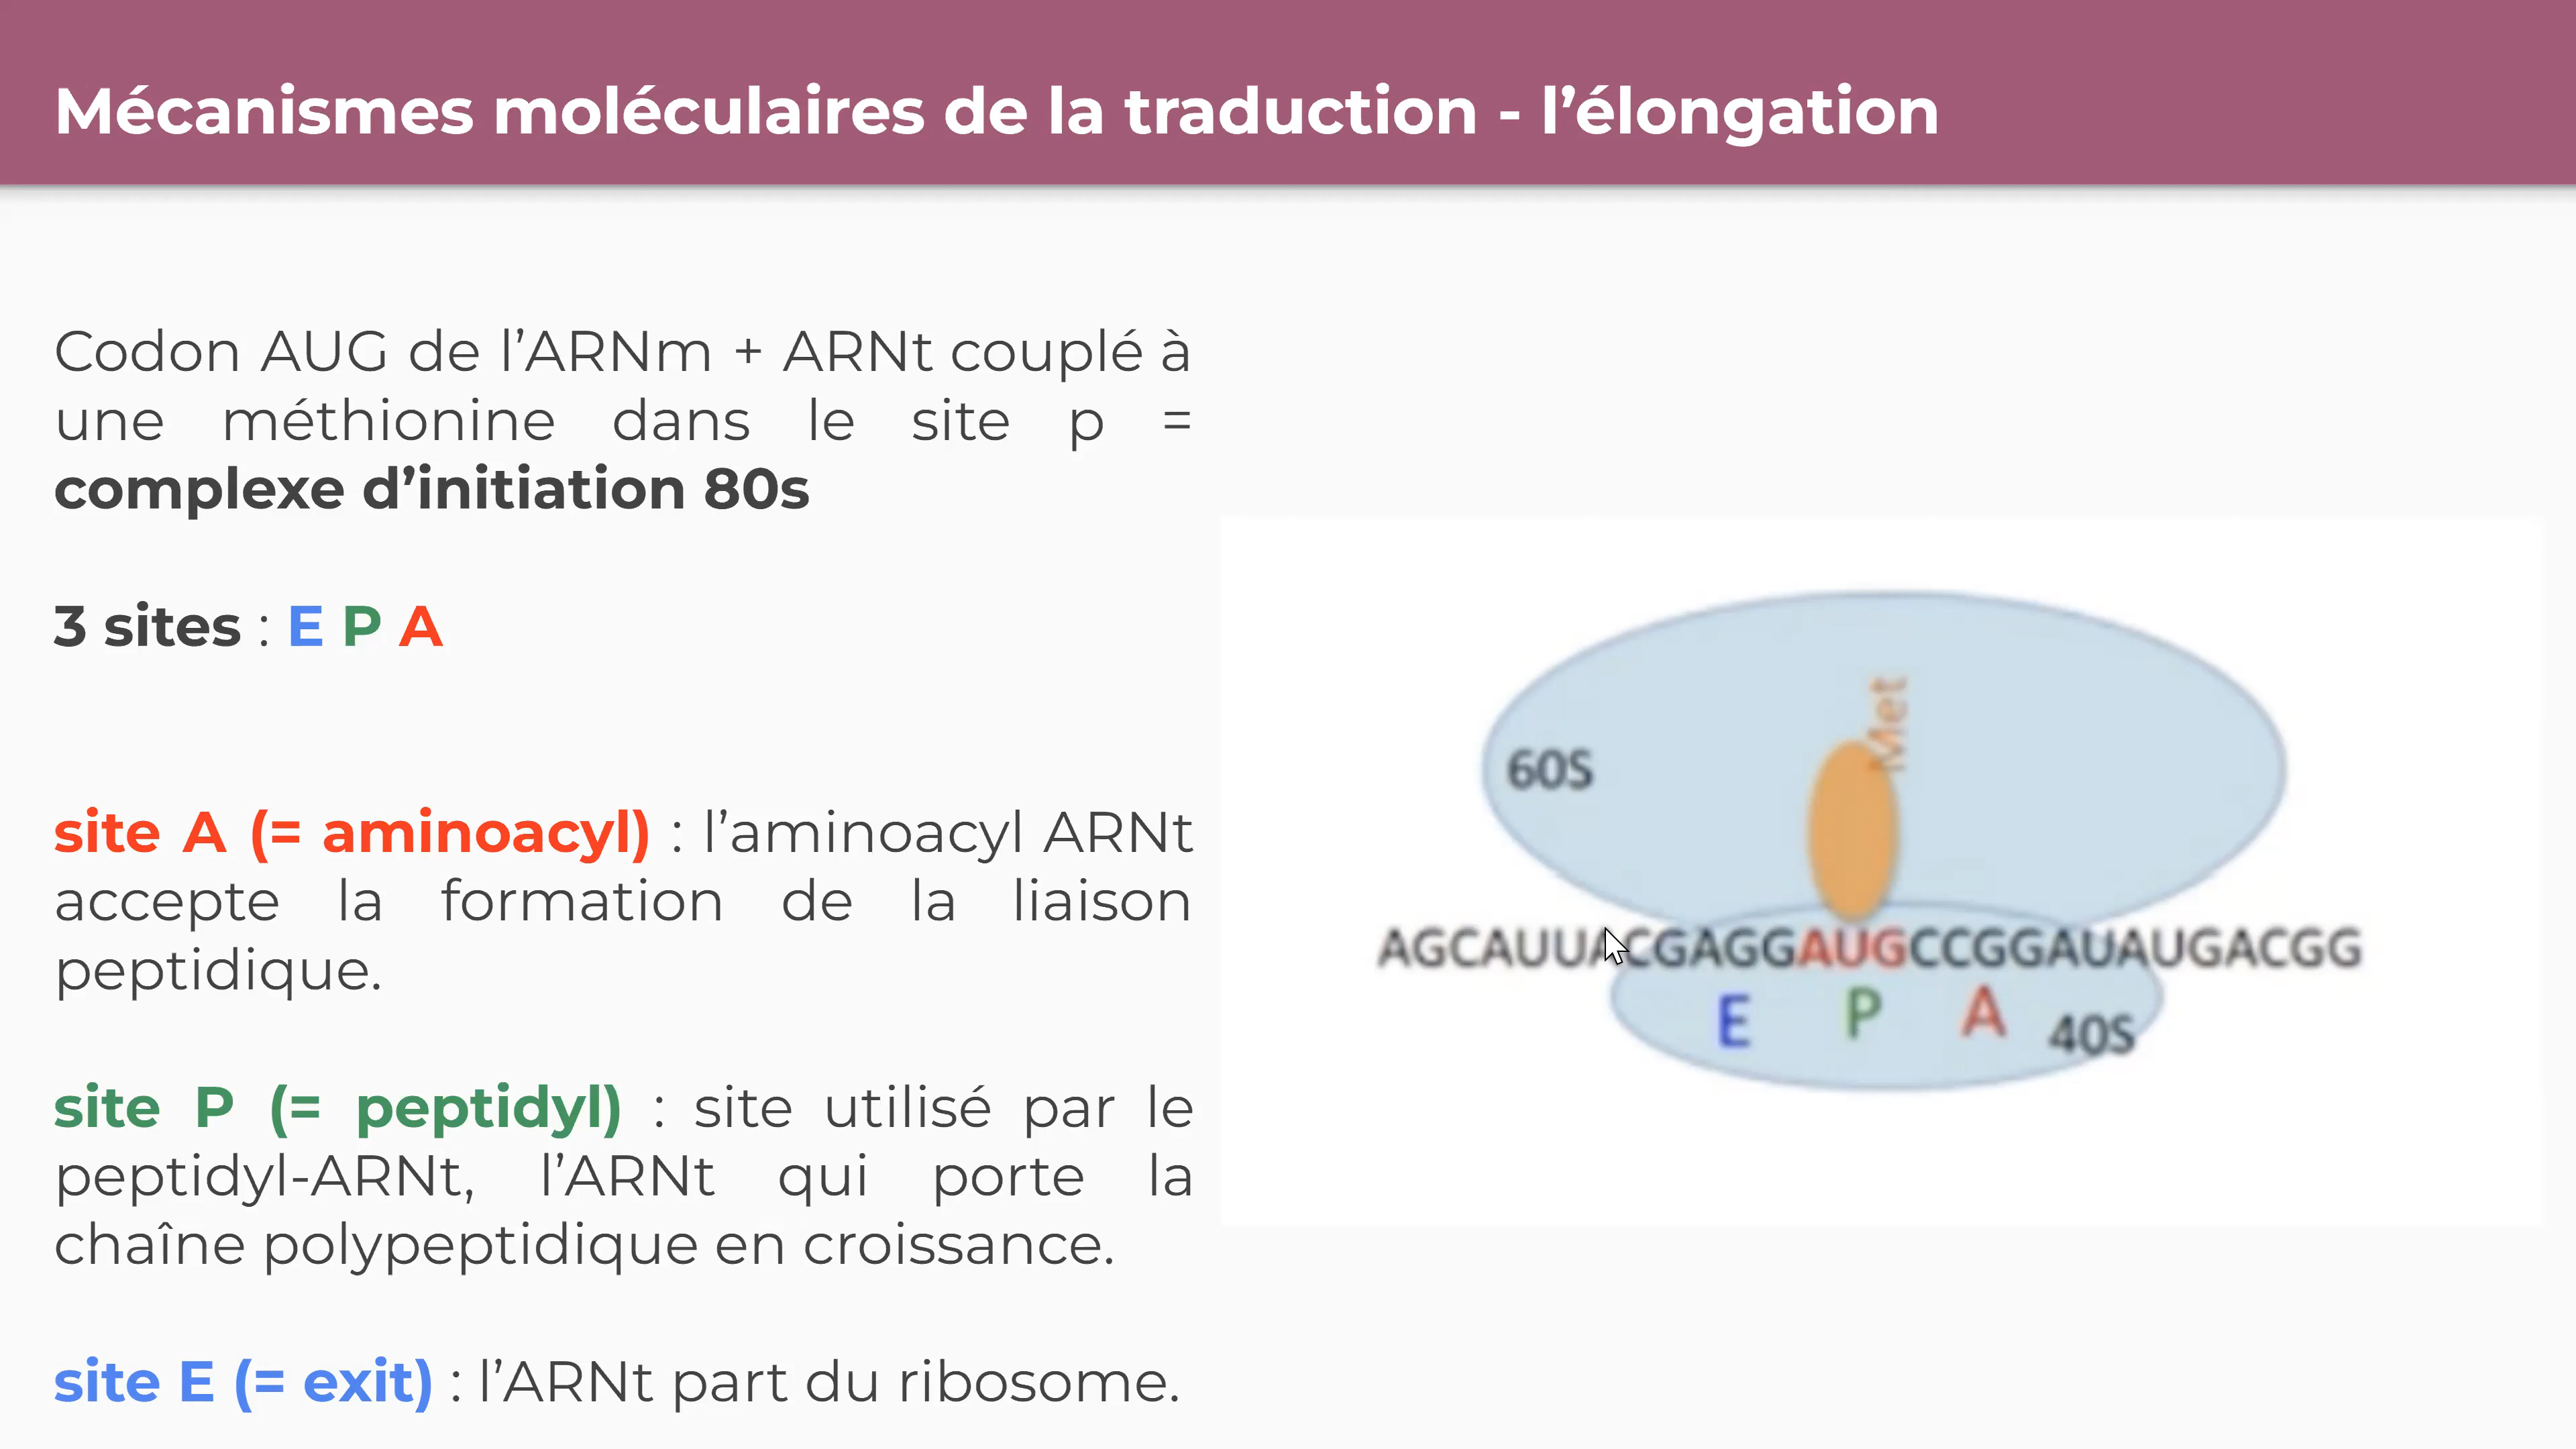 Mécanismes moléculaires de la traduction - l’élongation
Codon AUG de l’ARNm + ARNt couplé à
une méthionine dans le site p =
complexe d’initiation 80s
3 sites : E P A
site A (= aminoacyl) : l’aminoacyl ARNt
accepte la formation de la liaison
peptidique.
site P (= peptidyl) : site utilisé par le
peptidyl-ARNt, l’ARNt qui porte la
chaîne polypeptidique en croissance.
site E (= exit) : l’ARNt part du ribosome.
Met
60S
AGCAUUACGAGGAUGCCGGAUAUGACGG
E P A 40S